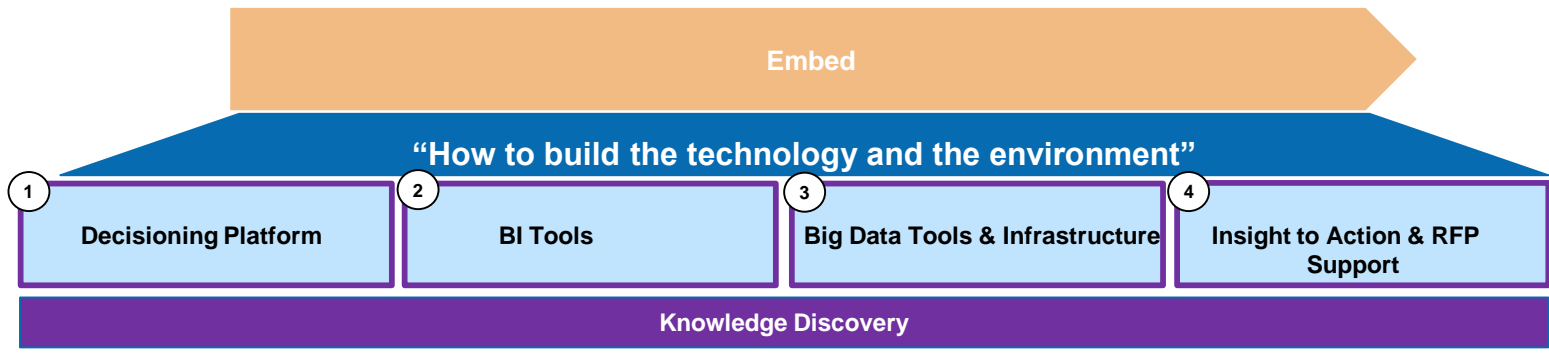 Embed
“How to build the technology and the environment”
1
Decisioning Platform
2
BI Tools
3
Big Data Tools & Infrastructure
4
Insight to Action & RFP
Support
Knowledge Discovery